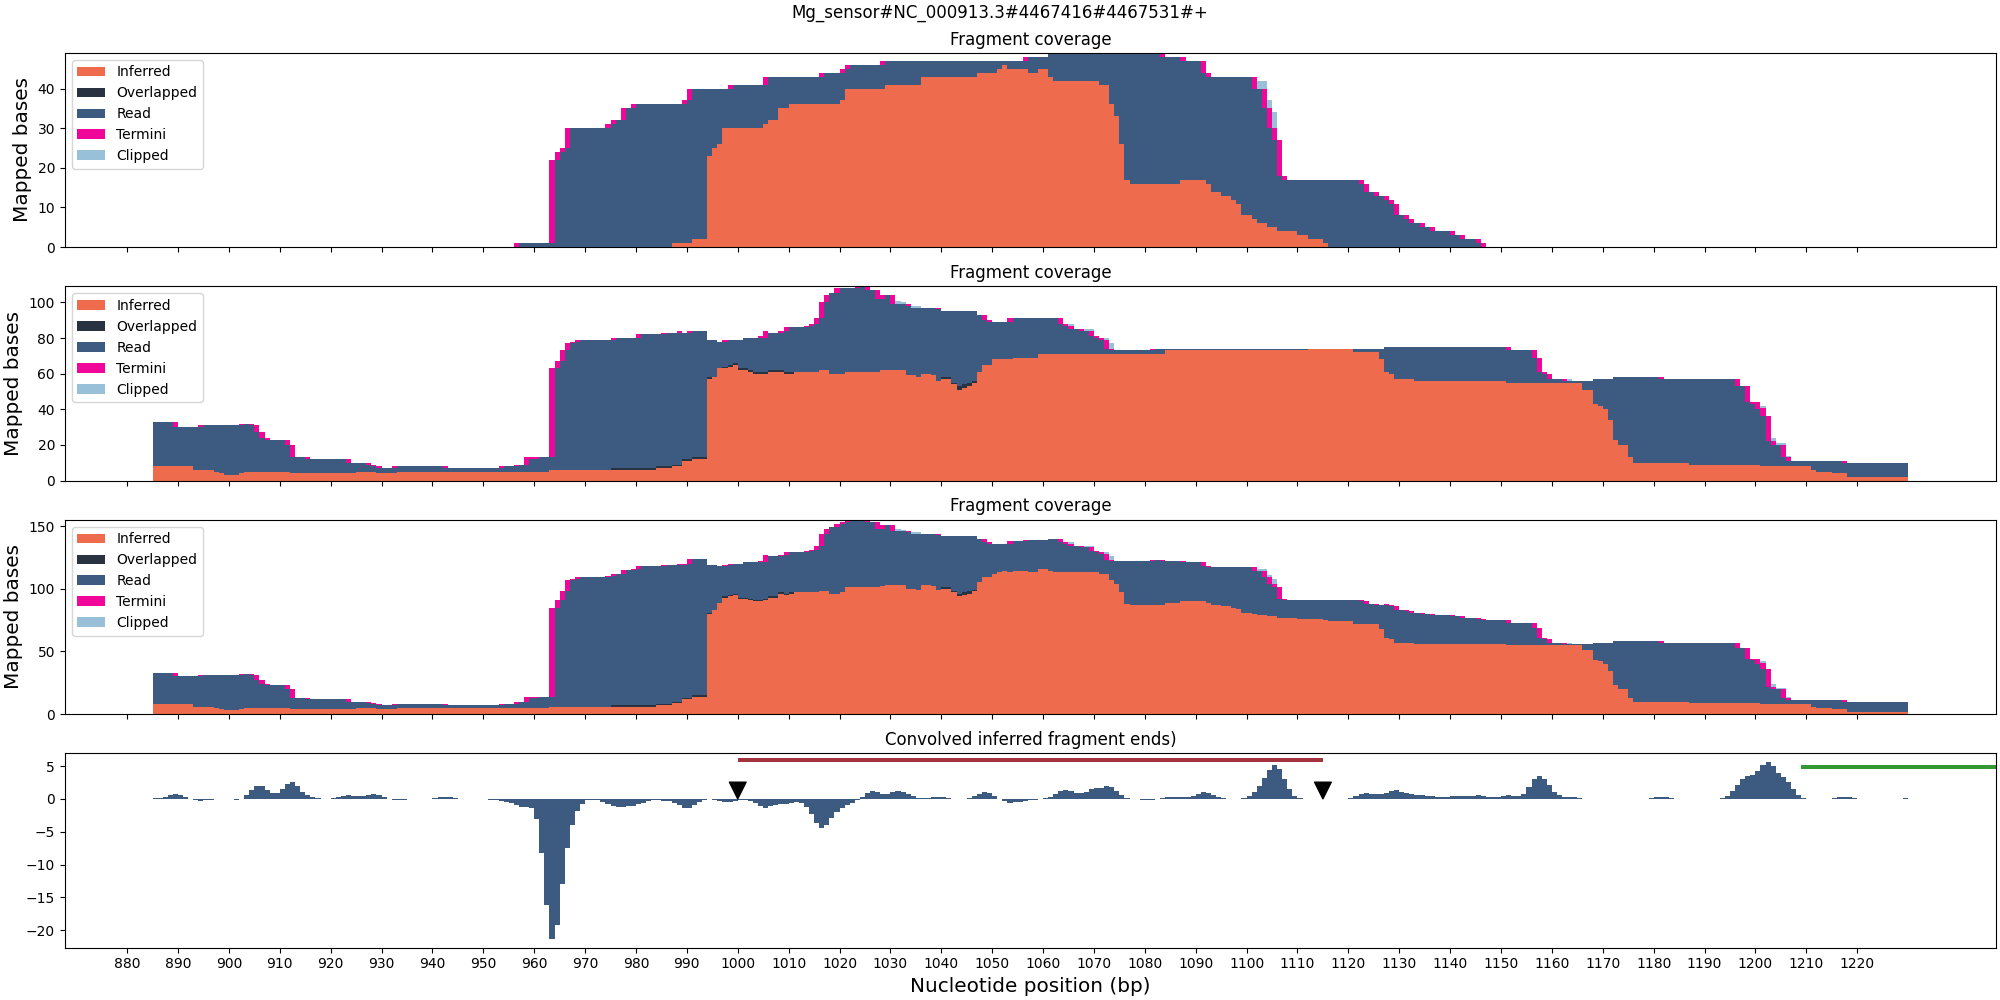 Mg_sensor#NC_000913.3#4467416#4467531#+
Fragment coverage
Mapped bases
40
30
20
10
0
Inferred
Overlapped
Read
Termini
Clipped
Fragment coverage
Mapped bases
100
80
60
40
20
0
Inferred
Overlapped
Read
Termini
Clipped
Fragment coverage
Mapped bases
150
100
50
0
Inferred
Overlapped
Read
Termini
Clipped
Convolved inferred fragment ends)
5
0
−5
−10
−15
−20
880 890 900 910 920 930 940 950 960 970 980 990 1000 1010 1020 1030 1040 1050 1060 1070 1080 1090 1100 1110 1120 1130 1140 1150 1160 1170 1180 1190 1200 1210 1220
Nucleotide position (bp)